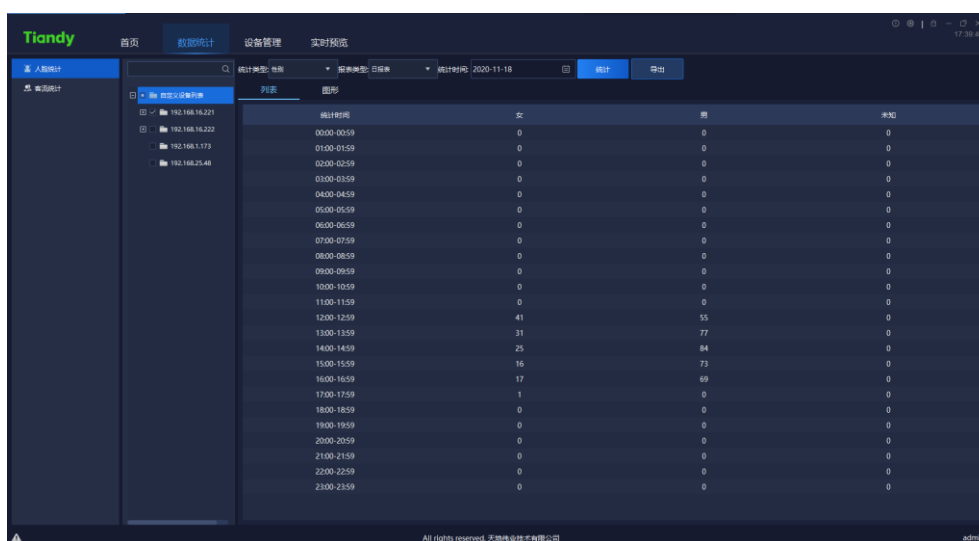 Tiandy 首页 数据统计 设备管理 实时预览
17:39:4
人脸统计
客流统计
统计类型: 性别 报表类型: 日报表 统计时间: 2020-11-18 统计 导出
自定义设备列表
192.168.16.221
192.168.16.222
192.168.1.173
192.168.25.48
列表 图形
统计时间 女 男 未知
00:00-00:59 0 0 0
01:00-01:59 0 0 0
02:00-02:59 0 0 0
03:00-03:59 0 0 0
04:00-04:59 0 0 0
05:00-05:59 0 0 0
06:00-06:59 0 0 0
07:00-07:59 0 0 0
08:00-08:59 0 0 0
09:00-09:59 0 0 0
10:00-10:59 0 0 0
11:00-11:59 0 0 0
12:00-12:59 41 55 0
13:00-13:59 31 77 0
14:00-14:59 25 84 0
15:00-15:59 16 73 0
16:00-16:59 17 69 0
17:00-17:59 1 0 0
18:00-18:59 0 0 0
19:00-19:59 0 0 0
20:00-20:59 0 0 0
21:00-21:59 0 0 0
22:00-22:59 0 0 0
23:00-23:59 0 0 0
All rights reserved, 天地伟业技术有限公司